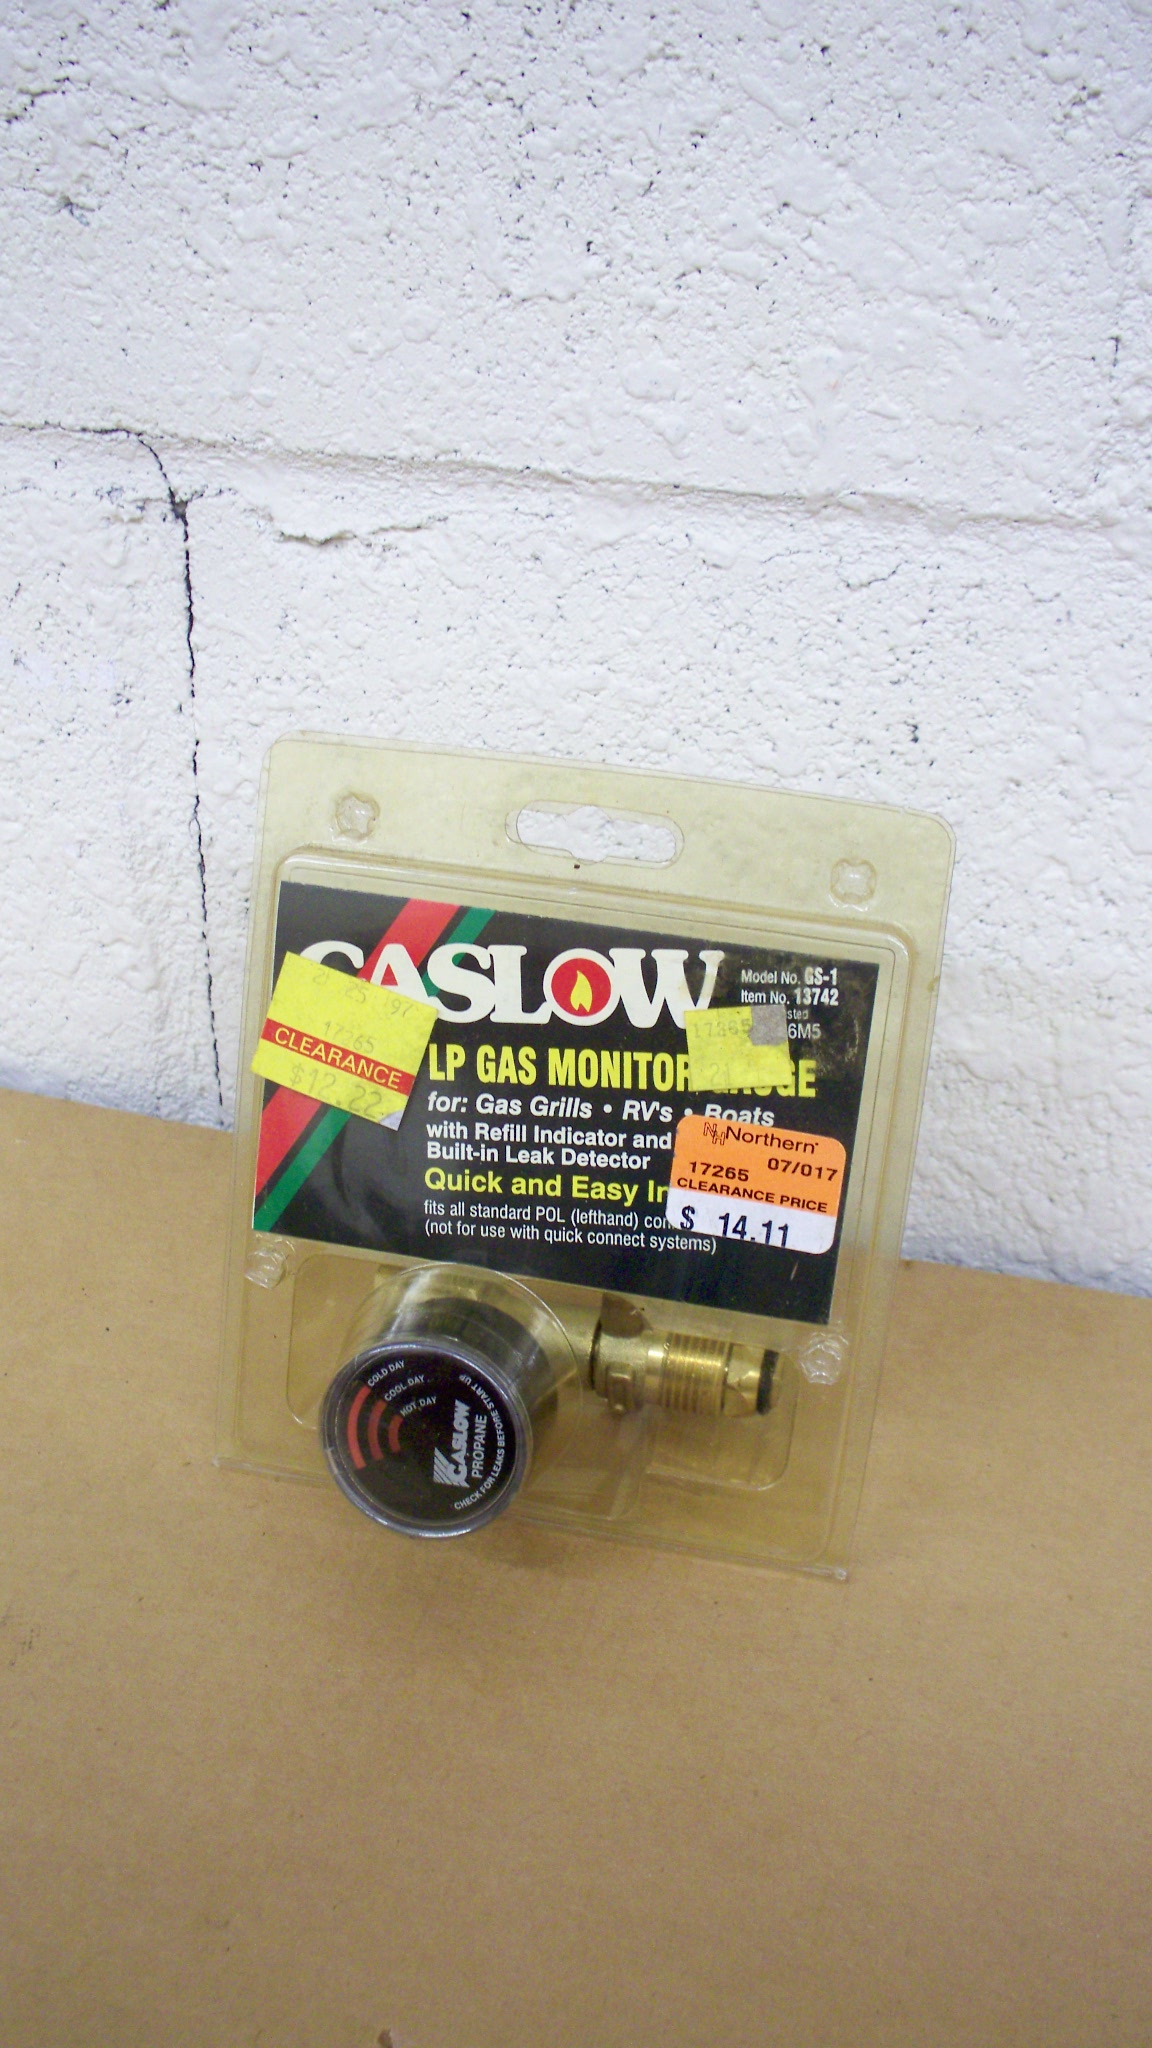 GASLOW
Model No. GS-1
Item No. 13742
6M5
17265
CLEARANCE
$12.22
LP GAS MONITOR GAUGE
for: Gas Grills • RV's • Boats
with Refill Indicator and
Built-in Leak Detector
Quick and Easy
fits all standard POL (lefthand)
(not for use with quick connect systems)
NH Northern
17265 07/017
CLEARANCE PRICE
$ 14.11
COLD DAY
COOL DAY
HOT DAY
GASLOW
PROPANE
CHECK FOR LEAKS BEFORE START UP